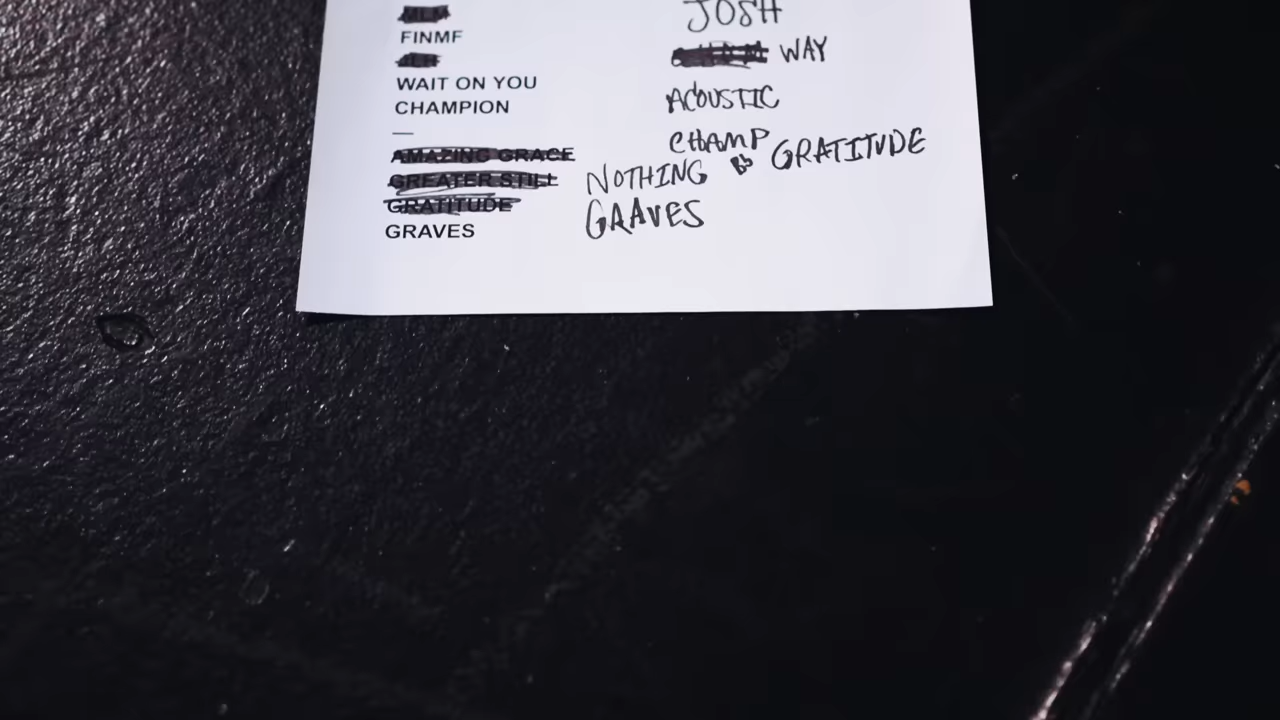 FINMF
WAIT ON YOU
CHAMPION
—
AMAZING GRACE
GREATER STILL
GRATITUDE
GRAVES
JOSH
WAY
ACOUSTIC
CHAMP GRATITUDE
NOTHING
GRAVES